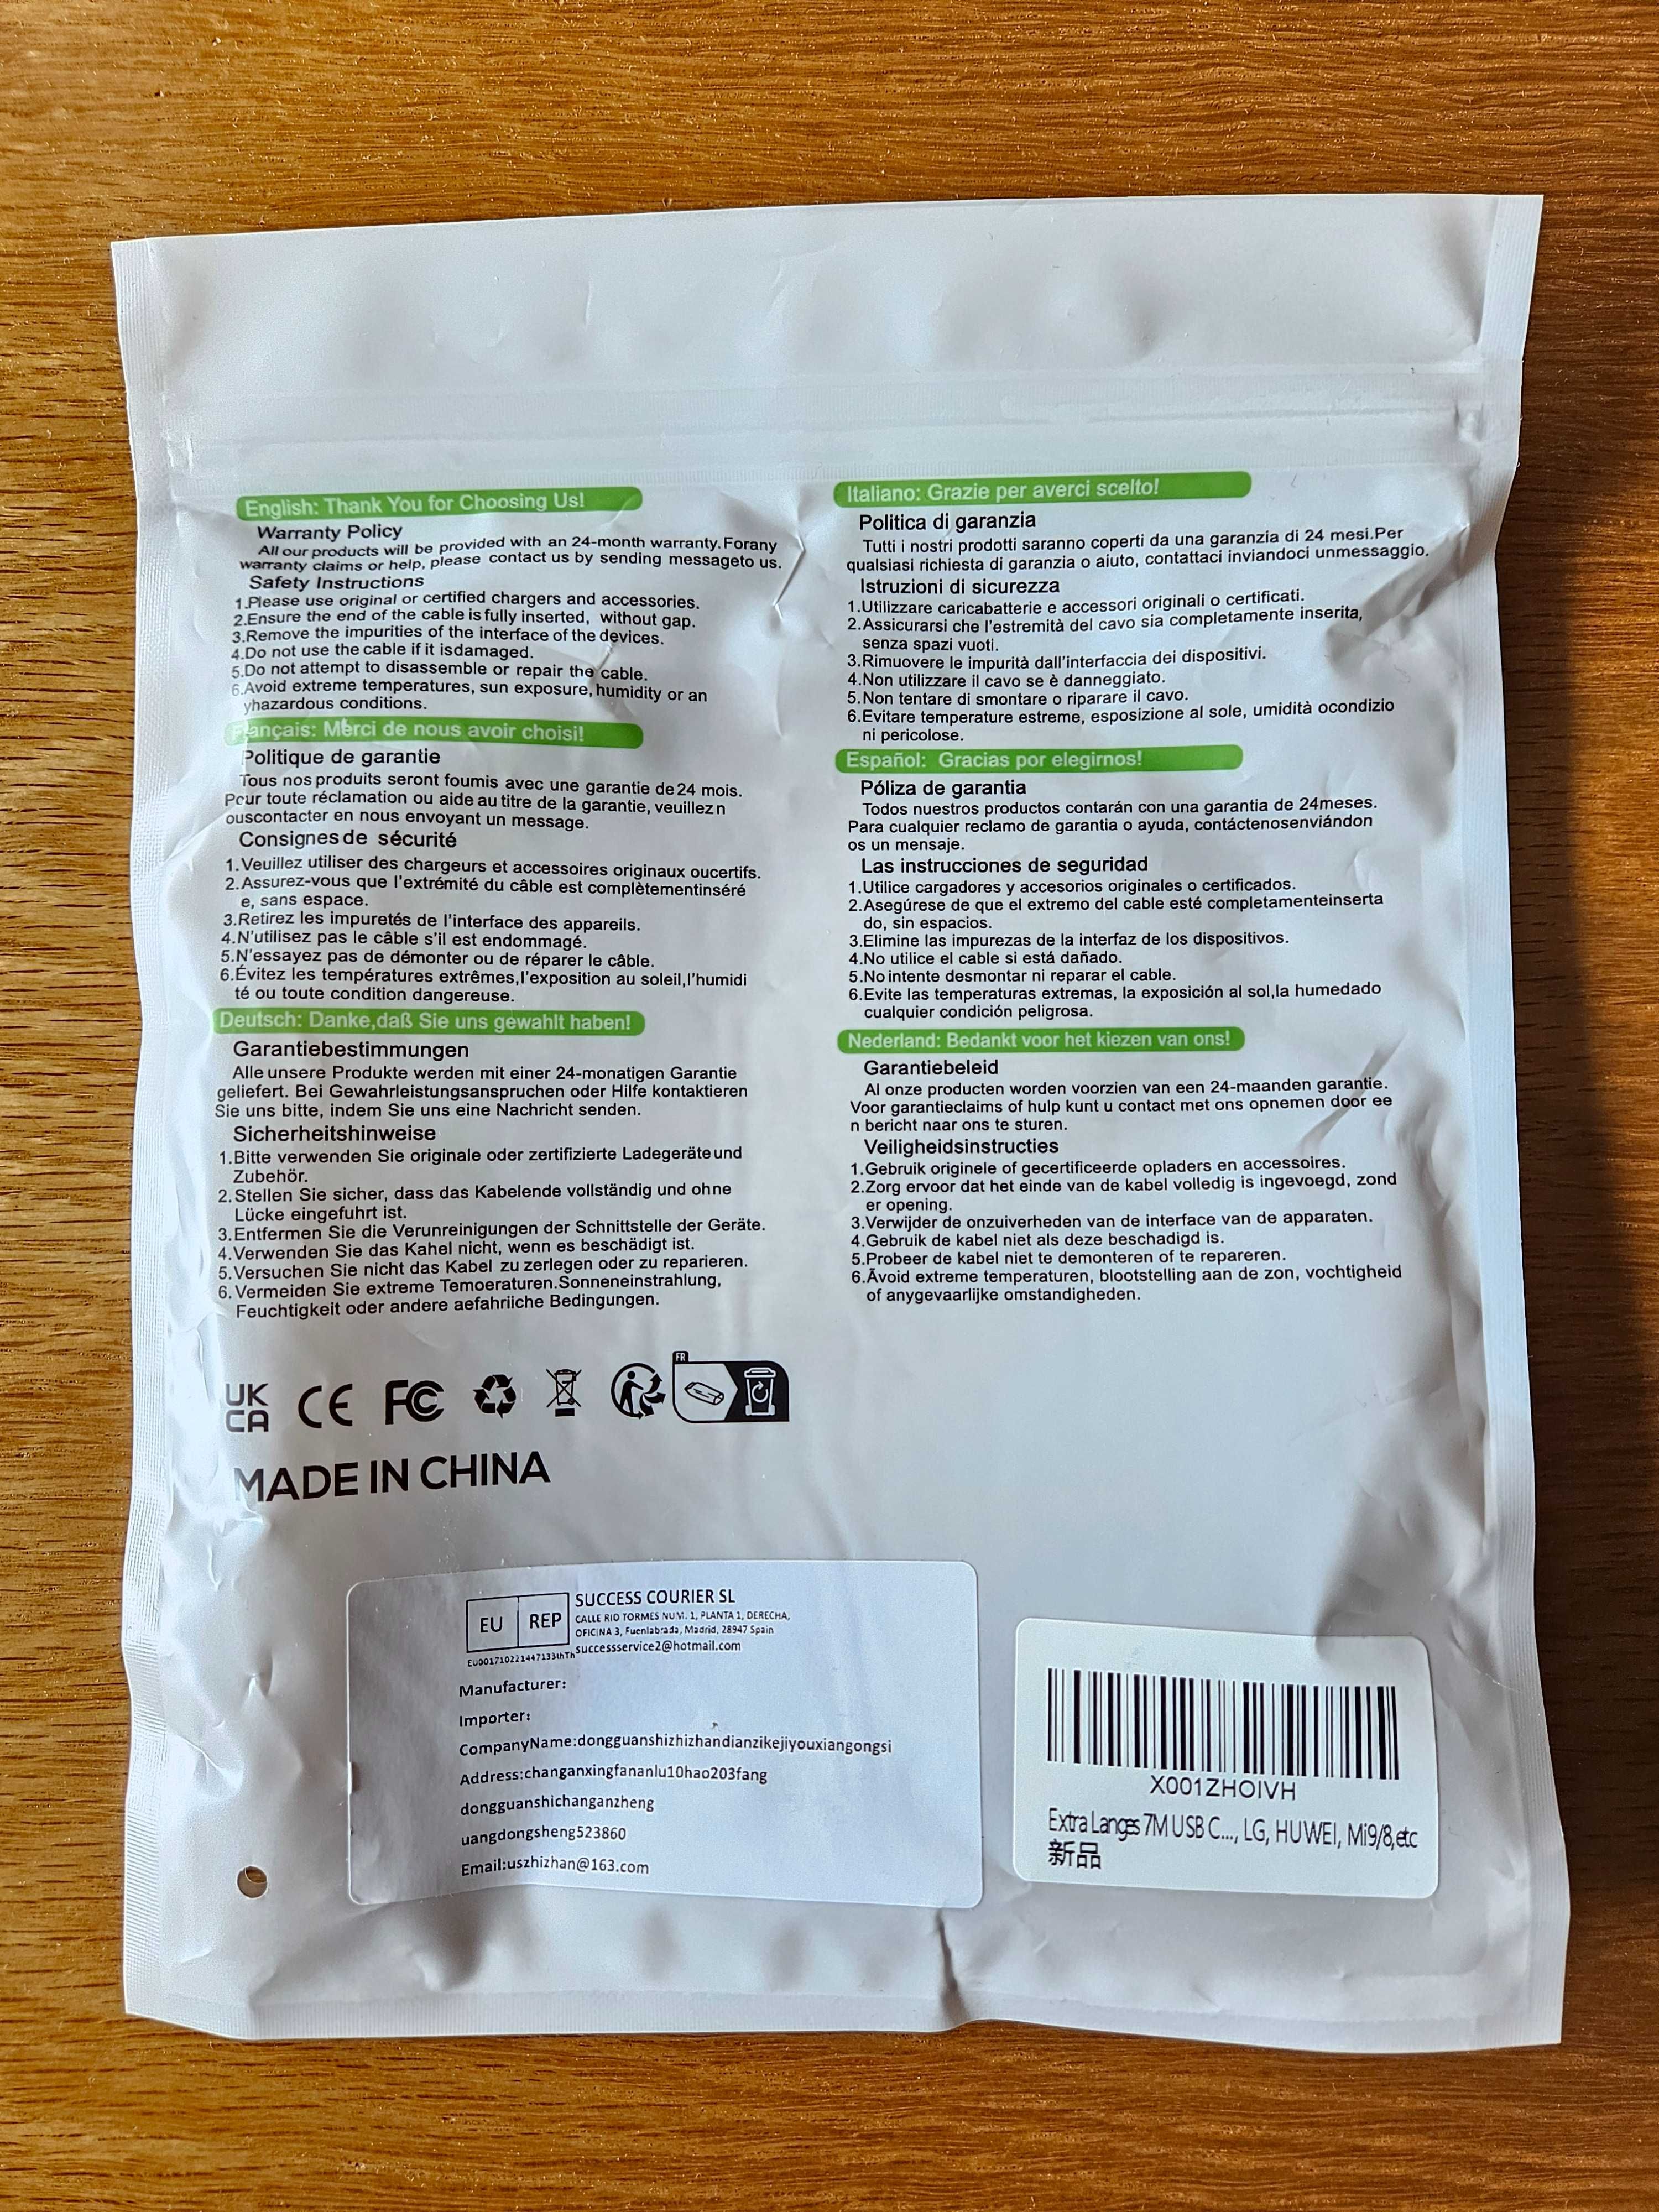 English: Thank You for Choosing Us!
Warranty Policy
All our products will be provided with an 24-month warranty.Forany
warranty claims or help, please contact us by sending messageto us.
Safety Instructions
1.Please use original or certified chargers and accessories.
2.Ensure the end of the cable is fully inserted, without gap.
3.Remove the impurities of the interface of the devices.
4.Do not use the cable if it isdamaged.
5.Do not attempt to disassemble or repair the cable.
6.Avoid extreme temperatures, sun exposure, humidity or an
yhazardous conditions.
Français: Merci de nous avoir choisi!
Politique de garantie
Tous nos produits seront foumis avec une garantie de 24 mois.
Pour toute réclamation ou aide au titre de la garantie, veuillez n
ouscontacter en nous envoyant un message.
Consignes de sécurité
1.Veuillez utiliser des chargeurs et accessoires originaux oucertifs.
2.Assurez-vous que l'extrémité du câble est complètementinséré
e, sans espace.
3.Retirez les impuretés de l'interface des appareils.
4.N'utilisez pas le câble s'il est endommagé.
5.N'essayez pas de démonter ou de réparer le câble.
6.Évitez les températures extrêmes,l'exposition au soleil,l'humidi
té ou toute condition dangereuse.
Deutsch: Danke,daß Sie uns gewahlt haben!
Garantiebestimmungen
Alle unsere Produkte werden mit einer 24-monatigen Garantie
geliefert. Bei Gewahrleistungsanspruchen oder Hilfe kontaktieren
Sie uns bitte, indem Sie uns eine Nachricht senden.
Sicherheitshinweise
1.Bitte verwenden Sie originale oder zertifizierte Ladegeräte und
Zubehör.
2.Stellen Sie sicher, dass das Kabelende vollständig und ohne
Lücke eingefuhrt ist.
3.Entfermen Sie die Verunreinigungen der Schnittstelle der Geräte.
4.Verwenden Sie das Kahel nicht, wenn es beschädigt ist.
5.Versuchen Sie nicht das Kabel zu zerlegen oder zu reparieren.
6.Vermeiden Sie extreme Temoeraturen.Sonneneinstrahlung,
Feuchtigkeit oder andere aefahrliche Bedingungen.
Italiano: Grazie per averci scelto!
Politica di garanzia
Tutti i nostri prodotti saranno coperti da una garanzia di 24 mesi.Per
qualsiasi richiesta di garanzia o aiuto, contattaci inviandoci unmessaggio.
Istruzioni di sicurezza
1.Utilizzare caricabatterie e accessori originali o certificati.
2.Assicurarsi che l'estremità del cavo sia completamente inserita,
senza spazi vuoti.
3.Rimuovere le impurità dall'interfaccia dei dispositivi.
4.Non utilizzare il cavo se è danneggiato.
5.Non tentare di smontare o riparare il cavo.
6.Evitare temperature estreme, esposizione al sole, umidità ocondizio
ni pericolose.
Español: Gracias por elegirnos!
Póliza de garantia
Todos nuestros productos contarán con una garantia de 24meses.
Para cualquier reclamo de garantia o ayuda, contáctenosenviándon
os un mensaje.
Las instrucciones de seguridad
1.Utilice cargadores y accesorios originales o certificados.
2.Asegúrese de que el extremo del cable esté completamenteinserta
do, sin espacios.
3.Elimine las impurezas de la interfaz de los dispositivos.
4.No utilice el cable si está dañado.
5.No intente desmontar ni reparar el cable.
6.Evite las temperaturas extremas, la exposición al sol,la humedado
cualquier condición peligrosa.
Nederland: Bedankt voor het kiezen van ons!
Garantiebeleid
Al onze producten worden voorzien van een 24-maanden garantie.
Voor garantieclaims of hulp kunt u contact met ons opnemen door ee
n bericht naar ons te sturen.
Veiligheidsinstructies
1.Gebruik originele of gecertificeerde opladers en accessoires.
2.Zorg ervoor dat het einde van de kabel volledig is ingevoegd, zond
er opening.
3.Verwijder de onzuiverheden van de interface van de apparaten.
4.Gebruik de kabel niet als deze beschadigd is.
5.Probeer de kabel niet te demonteren of te repareren.
6.Āvoid extreme temperaturen, blootstelling aan de zon, vochtigheid
of anygevaarlijke omstandigheden.
UK
CA CE FC FR
MADE IN CHINA
EU REP
SUCCESS COURIER SL
CALLE RIO TORMES NUM. 1, PLANTA 1, DERECHA,
OFICINA 3, Fuenlabrada, Madrid, 28947 Spain
successservice2@hotmail.com
EU001710221447133thTh
Manufacturer:
Importer:
CompanyName:dongguanshizhizhandianzikejiyouxiangongsi
Address:changanxingfananlu10hao203fang
dongguanshichanganzheng
uangdongsheng523860
Email:uszhizhan@163.com
X001ZHOIVH
Extra Langes 7M USB C..., LG, HUWEI, Mi9/8,etc
新品